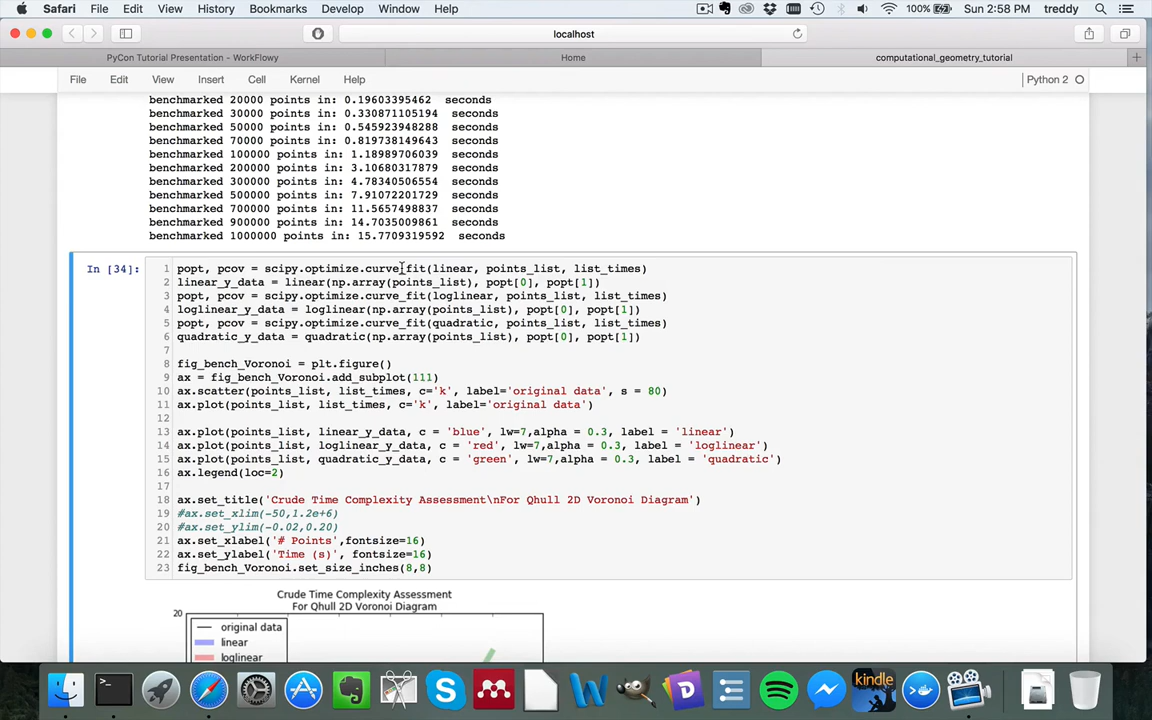 Safari File Edit View History Bookmarks Develop Window Help 100% Sun 2:58 PM treddy
localhost
PyCon Tutorial Presentation - WorkFlowy Home computational_geometry_tutorial
File Edit View Insert Cell Kernel Help Python 2
benchmarked 20000 points in: 0.19603395462 seconds
benchmarked 30000 points in: 0.330871105194 seconds
benchmarked 50000 points in: 0.545923948288 seconds
benchmarked 70000 points in: 0.819738149643 seconds
benchmarked 100000 points in: 1.18989706039 seconds
benchmarked 200000 points in: 3.10680317879 seconds
benchmarked 300000 points in: 4.78340506554 seconds
benchmarked 500000 points in: 7.91072201729 seconds
benchmarked 700000 points in: 11.5657498837 seconds
benchmarked 900000 points in: 14.7035009861 seconds
benchmarked 1000000 points in: 15.7709319592 seconds
In [34]:
1 popt, pcov = scipy.optimize.curve_fit(linear, points_list, list_times)
2 linear_y_data = linear(np.array(points_list), popt[0], popt[1])
3 popt, pcov = scipy.optimize.curve_fit(loglinear, points_list, list_times)
4 loglinear_y_data = loglinear(np.array(points_list), popt[0], popt[1])
5 popt, pcov = scipy.optimize.curve_fit(quadratic, points_list, list_times)
6 quadratic_y_data = quadratic(np.array(points_list), popt[0], popt[1])
7
8 fig_bench_Voronoi = plt.figure()
9 ax = fig_bench_Voronoi.add_subplot(111)
10 ax.scatter(points_list, list_times, c='k', label='original data', s = 80)
11 ax.plot(points_list, list_times, c='k', label='original data')
12
13 ax.plot(points_list, linear_y_data, c = 'blue', lw=7,alpha = 0.3, label = 'linear')
14 ax.plot(points_list, loglinear_y_data, c = 'red', lw=7,alpha = 0.3, label = 'loglinear')
15 ax.plot(points_list, quadratic_y_data, c = 'green', lw=7,alpha = 0.3, label = 'quadratic')
16 ax.legend(loc=2)
17
18 ax.set_title('Crude Time Complexity Assessment\nFor Qhull 2D Voronoi Diagram')
19 #ax.set_xlim(-50,1.2e+6)
20 #ax.set_ylim(-0.02,0.20)
21 ax.set_xlabel('# Points',fontsize=16)
22 ax.set_ylabel('Time (s)', fontsize=16)
23 fig_bench_Voronoi.set_size_inches(8,8)
Crude Time Complexity Assessment
For Qhull 2D Voronoi Diagram
20
original data
linear
loglinear
kindle